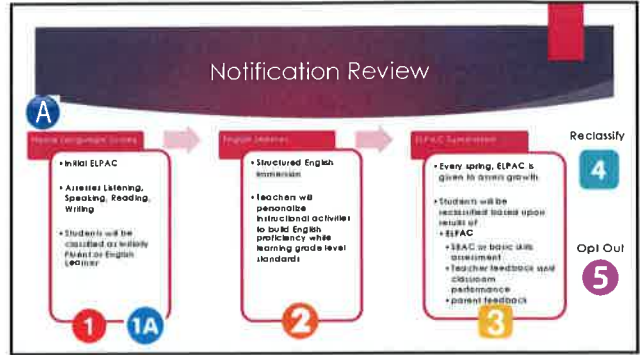 Notification Review
A
Home Language Survey
• Initial ELPAC
• Assesses Listening,
Speaking, Reading,
Writing
• Students will be
classified as Initially
Fluent or English
Learner
1
1A
English Learner
• Structured English
Immersion
• Teachers will
personalize
instructional activities
to build English
proficiency while
learning grade level
standards
2
ELPAC Summative
• Every spring, ELPAC is
given to assess growth
• Students will be
reclassified based upon
results of
• ELPAC
• SBAC or basic skills
assessment
• Teacher feedback and
classroom
performance
• parent feedback
3
Reclassify
4
Opt Out
5